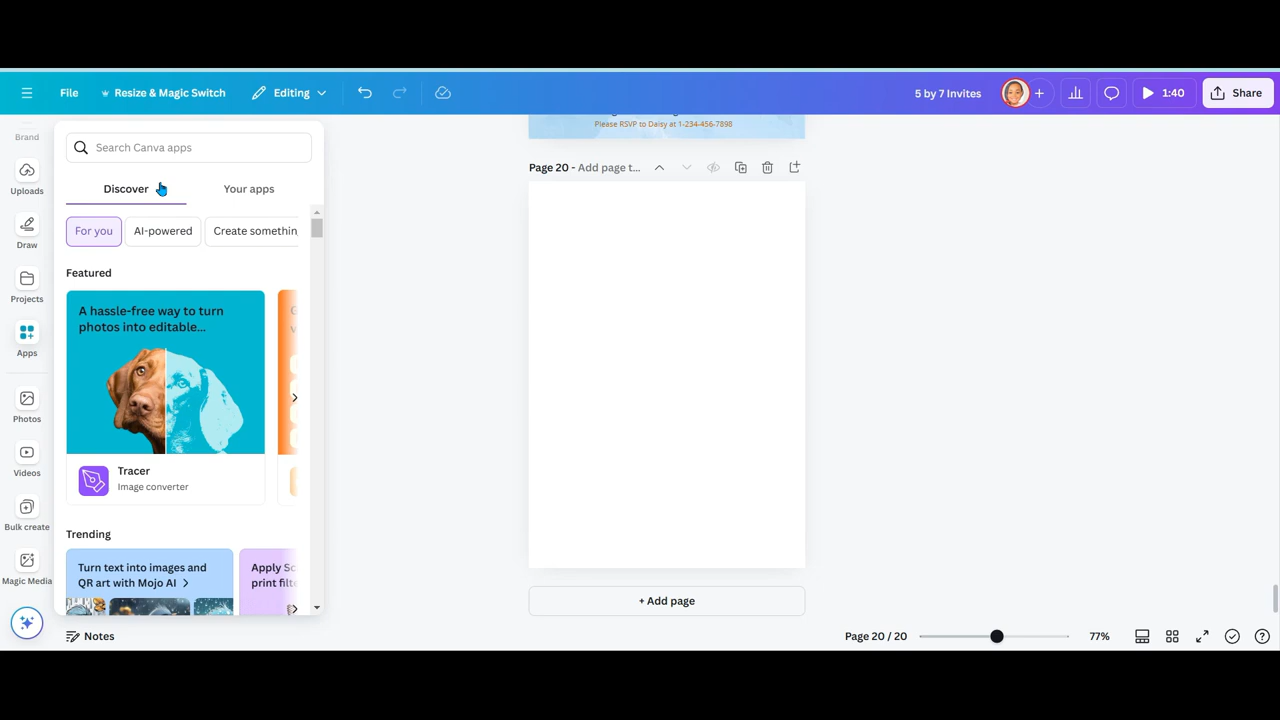 File
Resize & Magic Switch
Editing
5 by 7 Invites
1:40
Share
Brand
Uploads
Draw
Projects
Apps
Photos
Videos
Bulk create
Magic Media
Search Canva apps
Discover
Your apps
For you
AI-powered
Create somethin
Featured
A hassle-free way to turn
photos into editable...
Tracer
Image converter
Trending
Turn text into images and
QR art with Mojo AI
Apply Sc
print filte
Notes
Please RSVP to Daisy at 1-234-456-7898
Page 20 - Add page t...
+ Add page
Page 20 / 20
77%